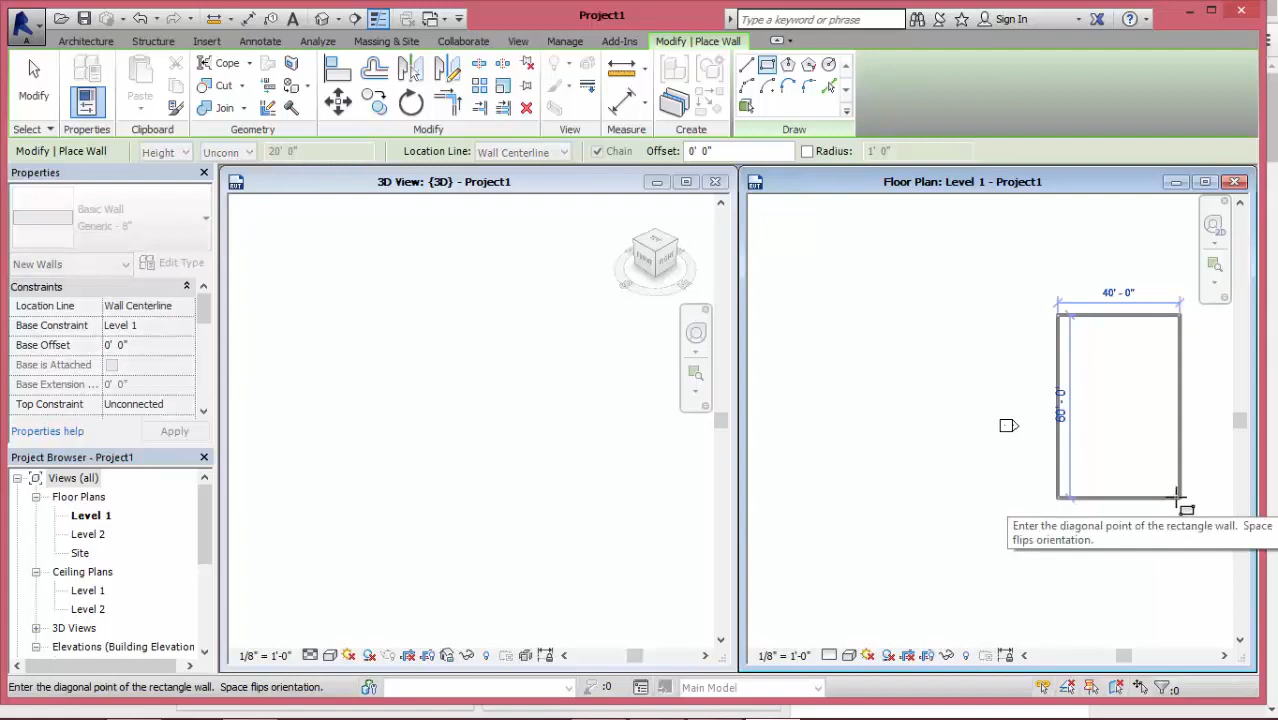 Project1
Type a keyword or phrase
Sign In
A
Architecture
Structure
Insert
Annotate
Analyze
Massing & Site
Collaborate
View
Manage
Add-Ins
Modify | Place Wall
Modify
Paste
Cope
Cut
Join
Select
Properties
Clipboard
Geometry
Modify
View
Measure
Create
Draw
Modify | Place Wall
Height
Unconn
20' 0"
Location Line:
Wall Centerline
Chain
Offset:
0' 0"
Radius:
1' 0"
Properties
Basic Wall
Generic - 8"
New Walls
Edit Type
Constraints
Location Line
Wall Centerline
Base Constraint
Level 1
Base Offset
0' 0"
Base is Attached
Base Extension ...
0' 0"
Top Constraint
Unconnected
Properties help
Apply
Project Browser - Project1
Views (all)
Floor Plans
Level 1
Level 2
Site
Ceiling Plans
Level 1
Level 2
3D Views
Elevations (Building Elevation
3D View: {3D} - Project1
1/8" = 1'-0"
Floor Plan: Level 1 - Project1
2D
40' - 0"
60' - 0"
Enter the diagonal point of the rectangle wall. Space
flips orientation.
1/8" = 1'-0"
Enter the diagonal point of the rectangle wall. Space flips orientation.
:0
Main Model
:0